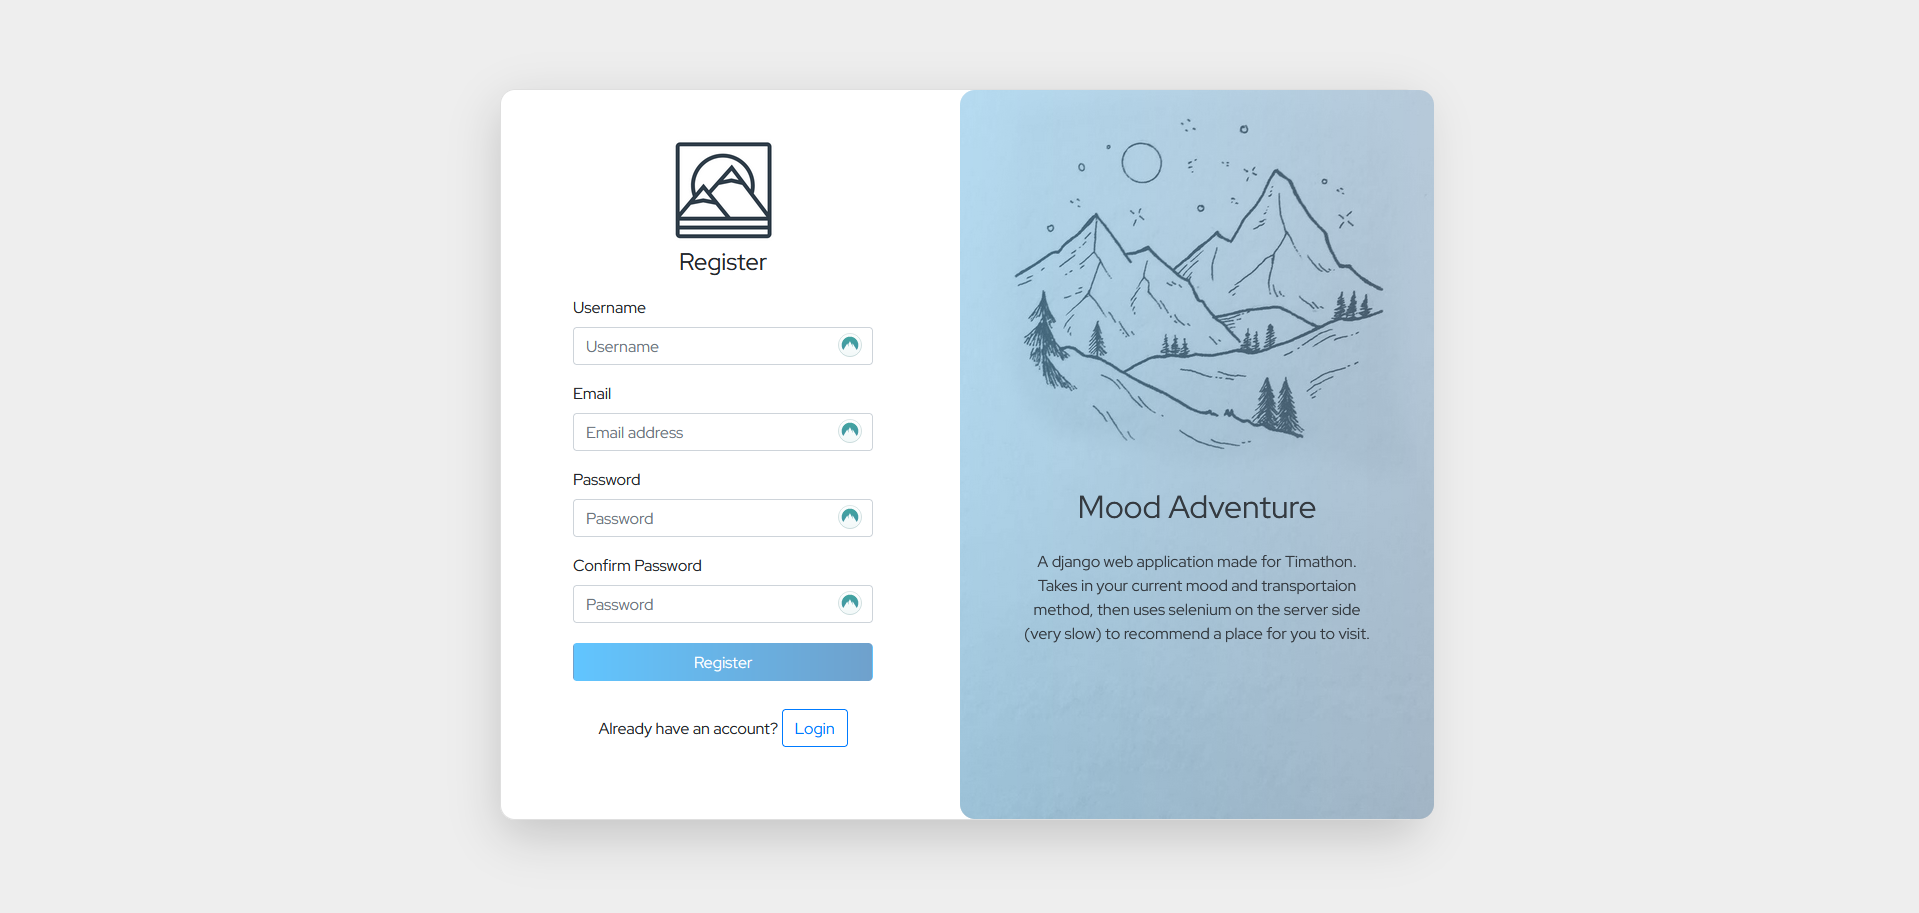 Register
Username
Username
Email
Email address
Password
Password
Confirm Password
Password
Register
Already have an account? Login
Mood Adventure
A django web application made for Timathon.
Takes in your current mood and transportaion
method, then uses selenium on the server side
(very slow) to recommend a place for you to visit.